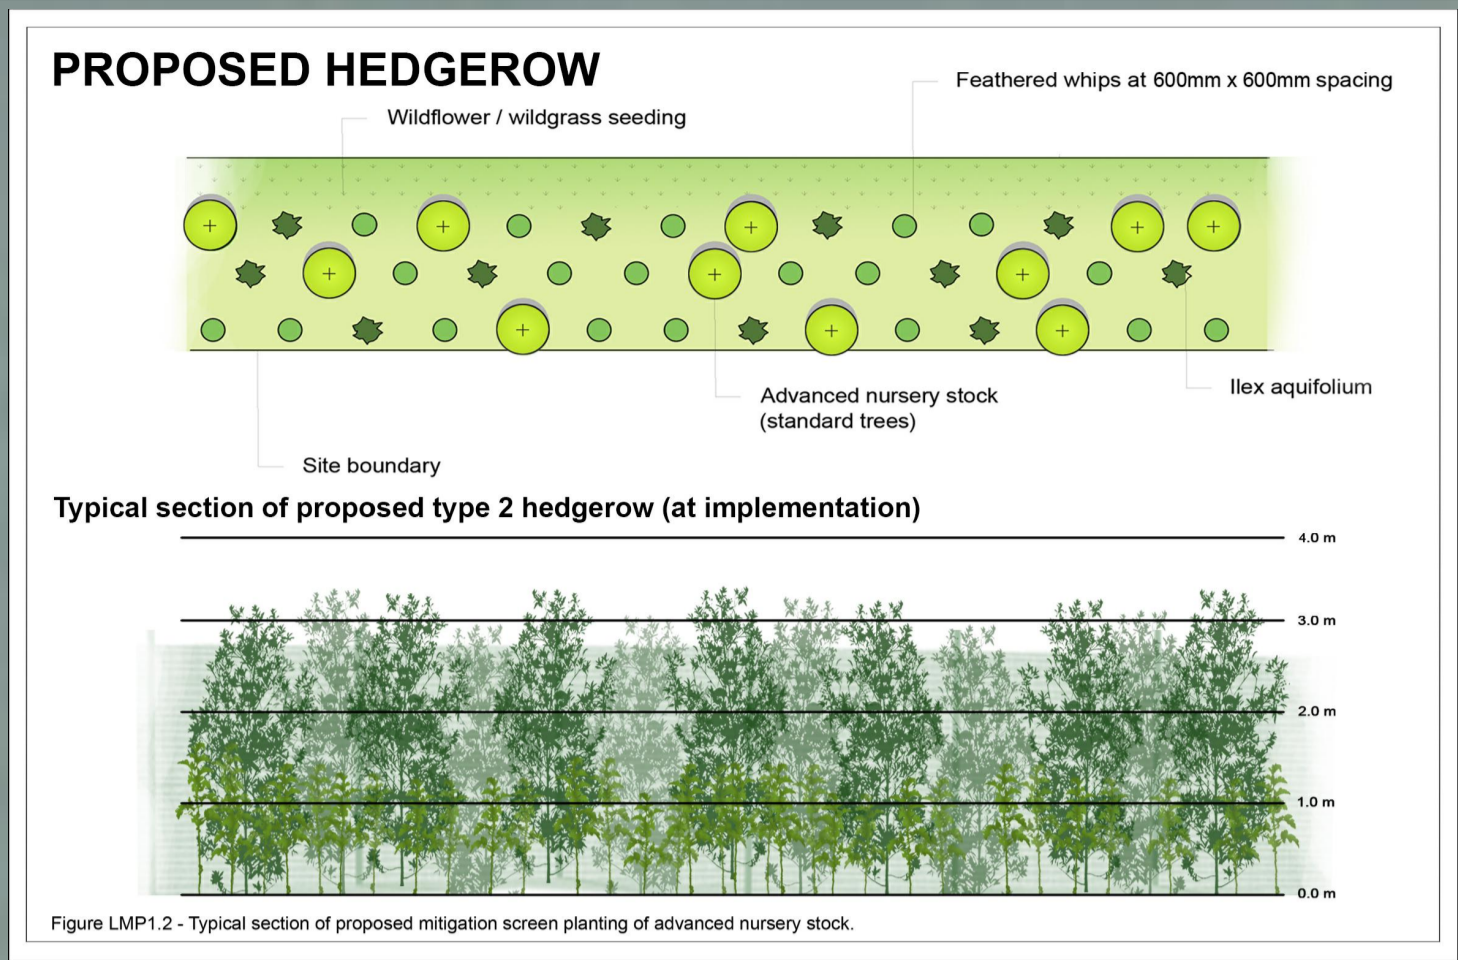 PROPOSED HEDGEROW
Feathered whips at 600mm x 600mm spacing
Wildflower / wildgrass seeding
Ilex aquifolium
Advanced nursery stock
(standard trees)
Site boundary
Typical section of proposed type 2 hedgerow (at implementation)
4.0 m
3.0 m
2.0 m
1.0 m
0.0 m
Figure LMP1.2 - Typical section of proposed mitigation screen planting of advanced nursery stock.